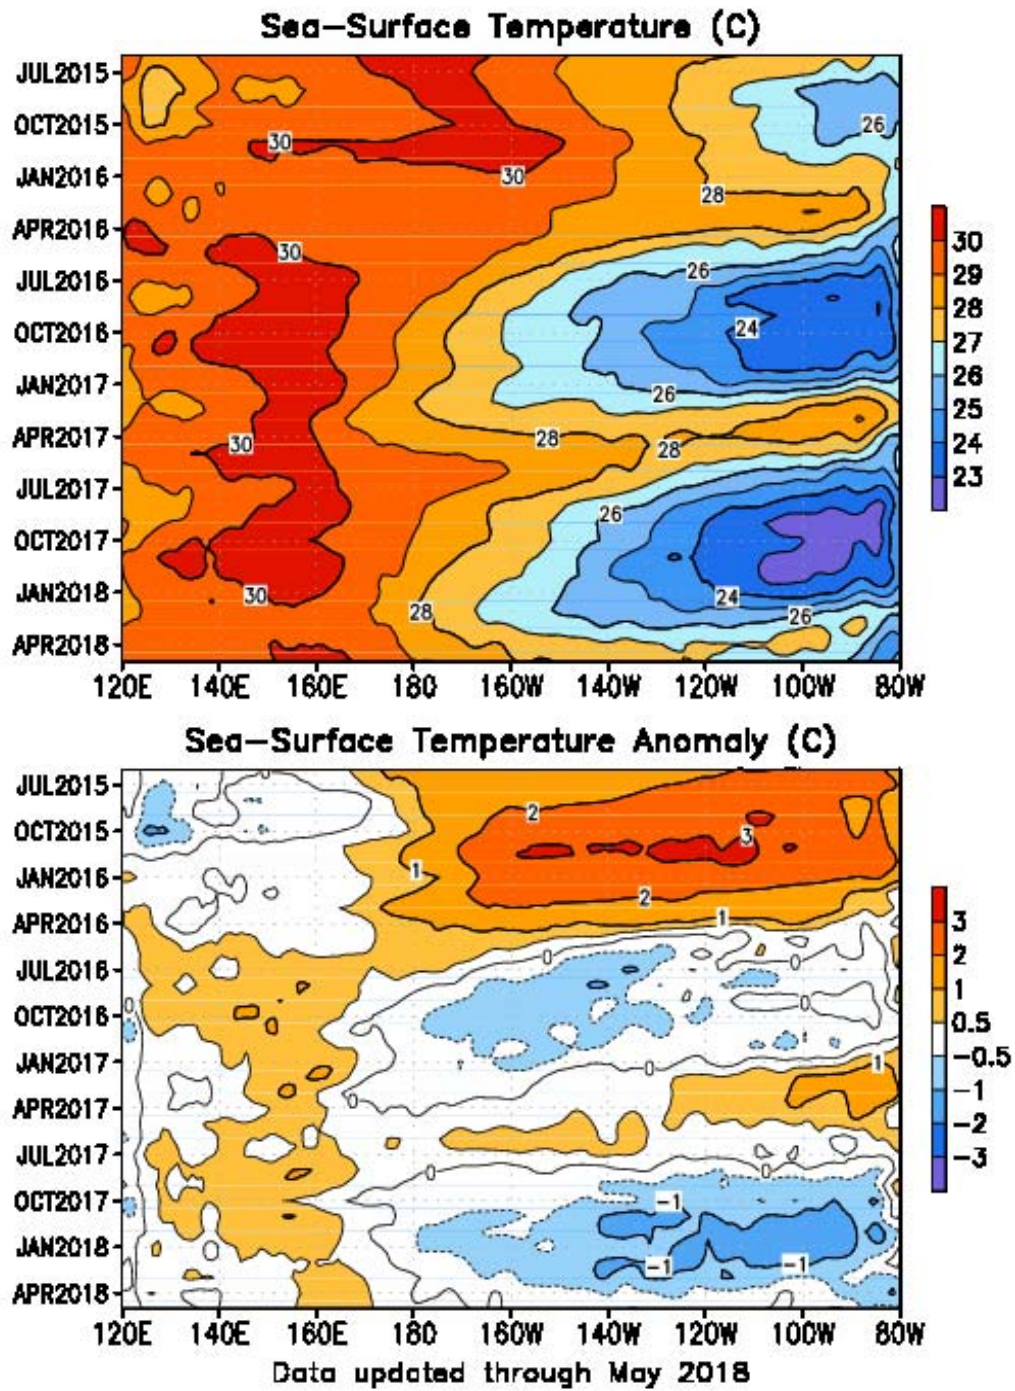 Sea-Surface Temperature (C)
JUL2015
OCT2015
JAN2016
APR2016
JUL2016
OCT2016
JAN2017
APR2017
JUL2017
OCT2017
JAN2018
APR2018
30
30
26
28
30
26
24
26
30
28
28
26
30
28
24
26
30
29
28
27
26
25
24
23
120E 140E 160E 180 160W 140W 120W 100W 80W
Sea-Surface Temperature Anomaly (C)
JUL2015
OCT2015
JAN2016
APR2016
JUL2016
OCT2016
JAN2017
APR2017
JUL2017
OCT2017
JAN2018
APR2018
0
2
3
1
2
1
0
0
0
0
0
1
0
0
0
-1
-1
-1
3
2
1
0.5
-0.5
-1
-2
-3
120E 140E 160E 180 160W 140W 120W 100W 80W
Data updated through May 2018